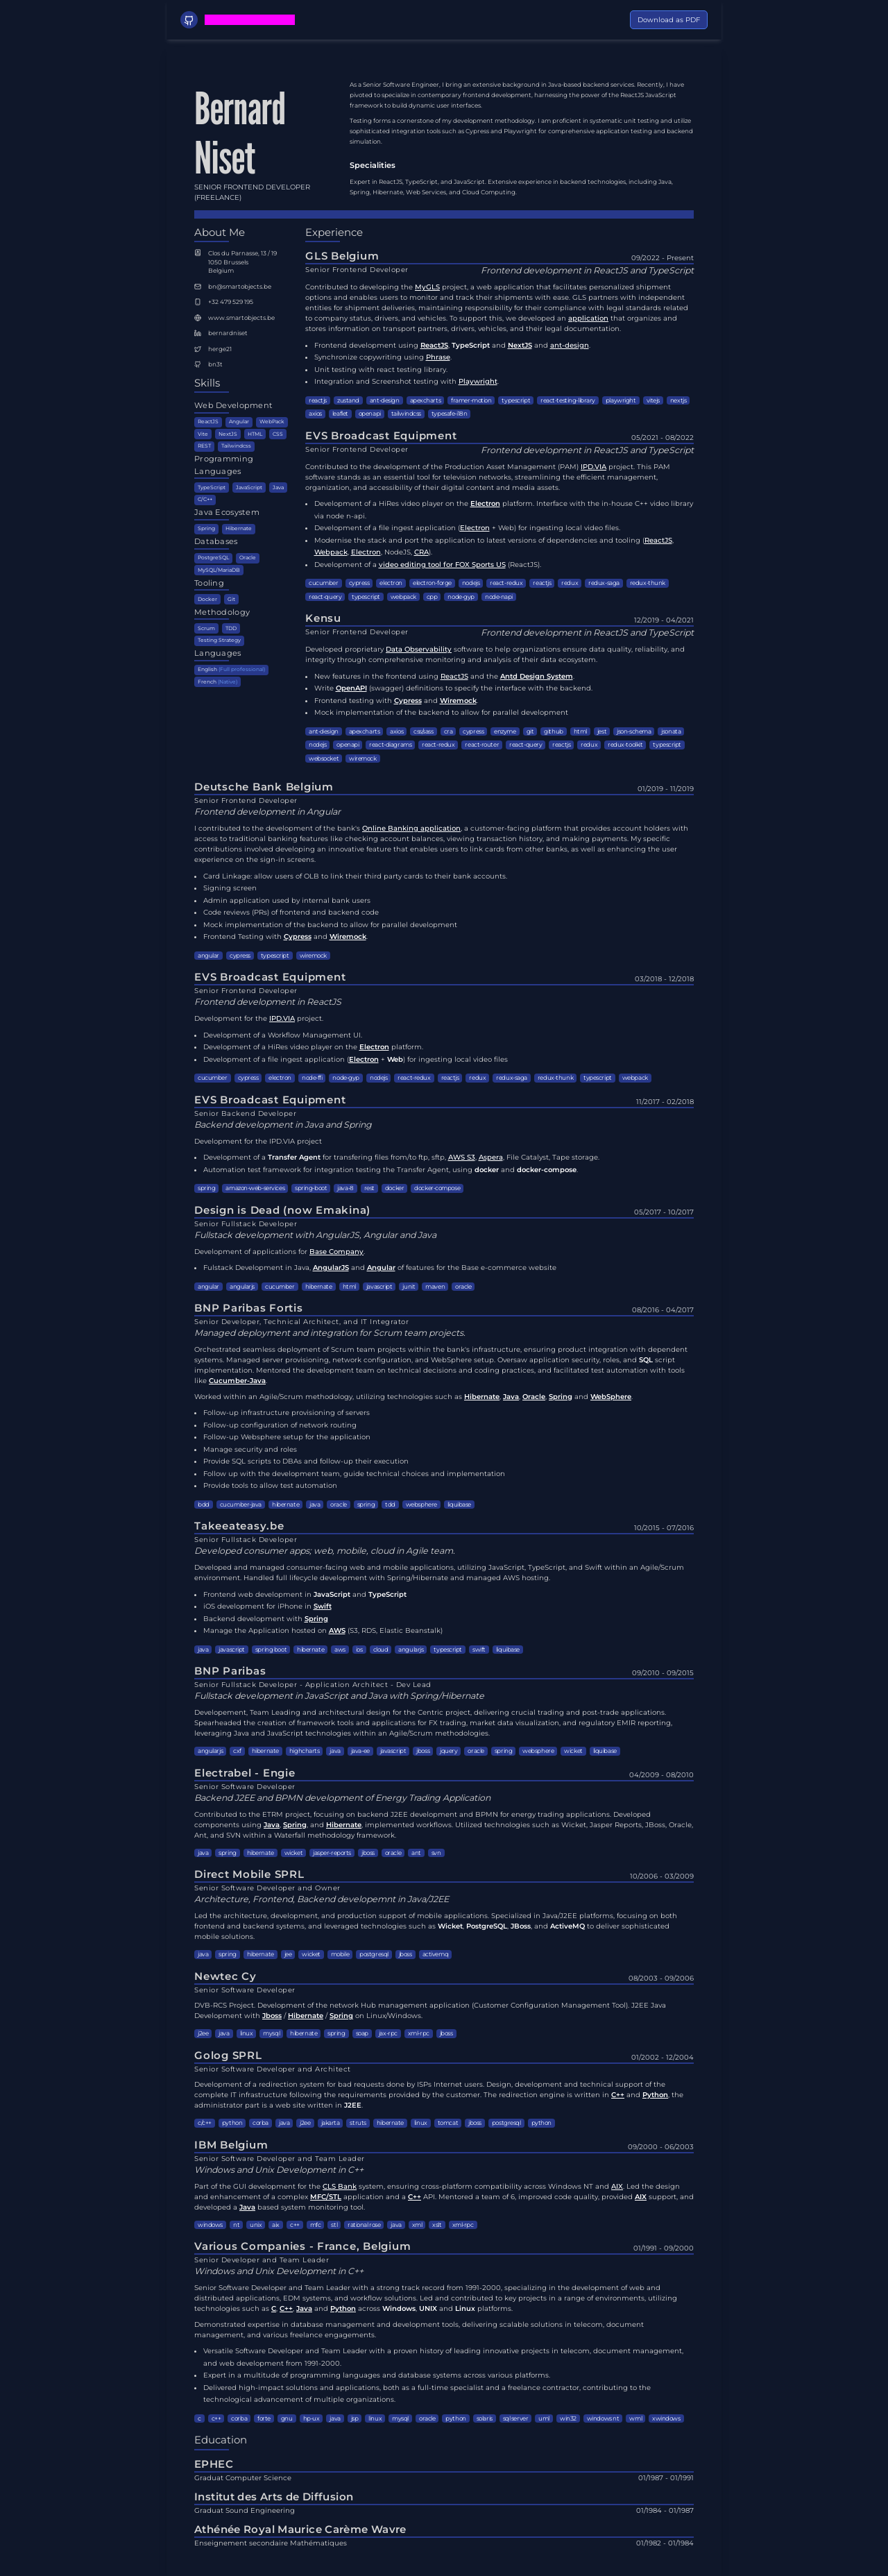 Download as PDF
Bernard
Niset
SENIOR FRONTEND DEVELOPER
(FREELANCE)
As a Senior Software Engineer, I bring an extensive background in Java-based backend services. Recently, I have
pivoted to specialize in contemporary frontend development, harnessing the power of the ReactJS JavaScript
framework to build dynamic user interfaces.
Testing forms a cornerstone of my development methodology. I am proficient in systematic unit testing and utilize
sophisticated integration tools such as Cypress and Playwright for comprehensive application testing and backend
simulation.
Specialities
Expert in ReactJS, TypeScript, and JavaScript. Extensive experience in backend technologies, including Java,
Spring, Hibernate, Web Services, and Cloud Computing.
About Me
Clos du Parnasse, 13 / 19
1050 Brussels
Belgium
bn@smartobjects.be
+32 479 529 195
www.smartobjects.be
bernardniset
herge21
bn3t
Skills
Web Development
ReactJS Angular WebPack
Vite NextJS HTML CSS
REST Tailwindcss
Programming
Languages
TypeScript JavaScript Java
C/C++
Java Ecosystem
Spring Hibernate
Databases
PostgreSQL Oracle
MySQL/MariaDB
Tooling
Docker Git
Methodology
Scrum TDD
Testing Strategy
Languages
English (Full professional)
French (Native)
Experience
GLS Belgium 09/2022 - Present
Senior Frontend Developer Frontend development in ReactJS and TypeScript
Contributed to developing the MyGLS project, a web application that facilitates personalized shipment
options and enables users to monitor and track their shipments with ease. GLS partners with independent
entities for shipment deliveries, maintaining responsibilities for their compliance with legal standards related
to company status, drivers, and vehicles. To support this, we developed an application that organizes and
stores information on transport partners, drivers, vehicles, and their legal documentation.
• Frontend development using ReactJS, TypeScript and NextJS and ant-design.
• Synchronize copywriting using Phrase.
• Unit testing with react testing library.
• Integration and Screenshot testing with Playwright.
reactjs zustand ant-design apexcharts framer-motion typescript react-testing-library playwright vitejs nextjs
axios leaflet openapi tailwindcss typesafe-i18n
EVS Broadcast Equipment 05/2021 - 08/2022
Senior Frontend Developer Frontend development in ReactJS and TypeScript
Contributed to the development of the Production Asset Management (PAM) IPD.VIA project. This PAM
software stands as an essential tool for television networks, streamlining the efficient management,
organization, and accessibility of their digital content and media assets.
• Development of a HiRes video player on the Electron platform. Interface with the in-house C++ video library
via node n-api.
• Development of a file ingest application (Electron + Web) for ingesting local video files.
• Modernise the stack and port the application to latest versions of dependencies and tooling (ReactJS,
Webpack, Electron, NodeJS, CRA).
• Development of a video editing tool for FOX Sports US (ReactJS).
cucumber cypress electron electron-forge nodejs react-redux reactjs redux redux-saga redux-thunk
react-query typescript webpack cpp node-gyp node-napi
Kensu 12/2019 - 04/2021
Senior Frontend Developer Frontend development in ReactJS and TypeScript
Developed proprietary Data Observability software to help organizations ensure data quality, reliability, and
integrity through comprehensive monitoring and analysis of their data ecosystem.
• New features in the frontend using ReactJS and the Antd Design System.
• Write OpenAPI (swagger) definitions to specify the interface with the backend.
• Frontend testing with Cypress and Wiremock.
• Mock implementation of the backend to allow for parallel development
ant-design apexcharts axios css/sass cra cypress enzyme git github html jest json-schema jsonata
nodejs openapi react-diagrams react-redux react-router react-query reactjs redux redux-toolkit typescript
websocket wiremock
Deutsche Bank Belgium 01/2019 - 11/2019
Senior Frontend Developer
Frontend development in Angular
I contributed to the development of the bank's Online Banking application, a customer-facing platform that provides account holders with
access to traditional banking features like checking account balances, viewing transaction history, and making payments. My specific
contributions involved developing an innovative feature that enables users to link cards from other banks, as well as enhancing the user
experience on the sign-in screens.
• Card Linkage: allow users of OLB to link their third party cards to their bank accounts.
• Signing screen
• Admin application used by internal bank users
• Code reviews (PRs) of frontend and backend code
• Mock implementation of the backend to allow for parallel development
• Frontend Testing with Cypress and Wiremock.
angular cypress typescript wiremock
EVS Broadcast Equipment 03/2018 - 12/2018
Senior Frontend Developer
Frontend development in ReactJS
Development for the IPD.VIA project.
• Development of a Workflow Management UI.
• Development of a HiRes video player on the Electron platform.
• Development of a file ingest application (Electron + Web) for ingesting local video files
cucumber cypress electron node-ffi node-gyp nodejs react-redux reactjs redux redux-saga redux-thunk typescript webpack
EVS Broadcast Equipment 11/2017 - 02/2018
Senior Backend Developer
Backend development in Java and Spring
Development for the IPD.VIA project
• Development of a Transfer Agent for transfering files from/to ftp, sftp, AWS S3, Aspera, File Catalyst, Tape storage.
• Automation test framework for integration testing the Transfer Agent, using docker and docker-compose.
spring amazon-web-services spring-boot java-8 rest docker docker-compose
Design is Dead (now Emakina) 05/2017 - 10/2017
Senior Fullstack Developer
Fullstack development with AngularJS, Angular and Java
Development of applications for Base Company.
• Fulstack Development in Java, AngularJS and Angular of features for the Base e-commerce website
angular angularjs cucumber hibernate html javascript junit maven oracle
BNP Paribas Fortis 08/2016 - 04/2017
Senior Developer, Technical Architect, and IT Integrator
Managed deployment and integration for Scrum team projects.
Orchestrated seamless deployment of Scrum team projects within the bank's infrastructure, ensuring product integration with dependent
systems. Managed server provisioning, network configuration, and WebSphere setup. Oversaw application security, roles, and SQL script
implementation. Mentored the development team on technical decisions and coding practices, and facilitated test automation with tools
like Cucumber-Java.
Worked within an Agile/Scrum methodology, utilizing technologies such as Hibernate, Java, Oracle, Spring and WebSphere.
• Follow-up infrastructure provisioning of servers
• Follow-up configuration of network routing
• Follow-up Websphere setup for the application
• Manage security and roles
• Provide SQL scripts to DBAs and follow-up their execution
• Follow up with the development team, guide technical choices and implementation
• Provide tools to allow test automation
bdd cucumber-java hibernate java oracle spring tdd websphere liquibase
Takeeateasy.be 10/2015 - 07/2016
Senior Fullstack Developer
Developed consumer apps; web, mobile, cloud in Agile team.
Developed and managed consumer-facing web and mobile applications, utilizing JavaScript, TypeScript, and Swift within an Agile/Scrum
environment. Handled full lifecycle development with Spring/Hibernate and managed AWS hosting.
• Frontend web development in JavaScript and TypeScript
• iOS development for iPhone in Swift
• Backend development with Spring
• Manage the Application hosted on AWS (S3, RDS, Elastic Beanstalk)
java javascript spring boot hibernate aws ios cloud angularjs typescript swift liquibase
BNP Paribas 09/2010 - 09/2015
Senior Fullstack Developer - Application Architect - Dev Lead
Fullstack development in JavaScript and Java with Spring/Hibernate
Developement, Team Leading and architectural design for the Centric project, delivering crucial trading and post-trade applications.
Spearheaded the creation of framework tools and applications for FX trading, market data visualization, and regulatory EMIR reporting,
leveraging Java and JavaScript technologies within an Agile/Scrum methodologies.
angularjs cxf hibernate highcharts java java-ee javascript jboss jquery oracle spring websphere wicket liquibase
Electrabel - Engie 04/2009 - 08/2010
Senior Software Developer
Backend J2EE and BPMN development of Energy Trading Application
Contributed to the ETRM project, focusing on backend J2EE development and BPMN for energy trading applications. Developed
components using Java, Spring, and Hibernate, implemented workflows. Utilized technologies such as Wicket, Jasper Reports, JBoss, Oracle,
Ant, and SVN within a Waterfall methodology framework.
java spring hibernate wicket jasper-reports jboss oracle ant svn
Direct Mobile SPRL 10/2006 - 03/2009
Senior Software Developer and Owner
Architecture, Frontend, Backend developemnt in Java/J2EE
Led the architecture, development, and production support of mobile applications. Specialized in Java/J2EE platforms, focusing on both
frontend and backend systems, and leveraged technologies such as Wicket, PostgreSQL, JBoss, and ActiveMQ to deliver sophisticated
mobile solutions.
java spring hibernate jee wicket mobile postgresql jboss activemq
Newtec Cy 08/2003 - 09/2006
Senior Software Developer
DVB-RCS Project. Development of the network Hub management application (Customer Configuration Management Tool). J2EE Java
Development with Jboss / Hibernate / Spring on Linux/Windows.
j2ee java linux mysql hibernate spring soap jax-rpc xml-rpc jboss
Golog SPRL 01/2002 - 12/2004
Senior Software Developer and Architect
Development of a redirection system for bad requests done by ISPs Internet users. Design, development and technical support of the
complete IT infrastructure following the requirements provided by the customer. The redirection engine is written in C++ and Python, the
administrator part is a web site written in J2EE.
c/c++ python corba java j2ee jakarta struts hibernate linux tomcat jboss postgresql python
IBM Belgium 09/2000 - 06/2003
Senior Software Developer and Team Leader
Windows and Unix Development in C++
Part of the GUI development for the CLS Bank system, ensuring cross-platform compatibility across Windows NT and AIX. Led the design
and enhancement of a complex MFC/STL application and a C++ API. Mentored a team of 6, improved code quality, provided AIX support, and
developed a Java based system monitoring tool.
windows nt unix aix c++ mfc stl rational rose java xml xslt xml-rpc
Various Companies - France, Belgium 01/1991 - 09/2000
Senior Developer and Team Leader
Windows and Unix Development in C++
Senior Software Developer and Team Leader with a strong track record from 1991-2000, specializing in the development of web and
distributed applications, EDM systems, and workflow solutions. Led and contributed to key projects in a range of environments, utilizing
technologies such as C, C++, Java and Python across Windows, UNIX and Linux platforms.
Demonstrated expertise in database management and development tools, delivering scalable solutions in telecom, document
management, and various freelance engagements.
• Versatile Software Developer and Team Leader with a proven history of leading innovative projects in telecom, document management,
and web development from 1991-2000.
• Expert in a multitude of programming languages and database systems across various platforms.
• Delivered high-impact solutions and applications, both as a full-time specialist and a freelance contractor, contributing to the
technological advancement of multiple organizations.
c c++ corba forte gnu hp-ux java jsp linux mysql oracle python solaris sql server uml win32 windows nt wml xwindows
Education
EPHEC
Graduat Computer Science 01/1987 - 01/1991
Institut des Arts de Diffusion
Graduat Sound Engineering 01/1984 - 01/1987
Athénée Royal Maurice Carème Wavre
Enseignement secondaire Mathématiques 01/1982 - 01/1984